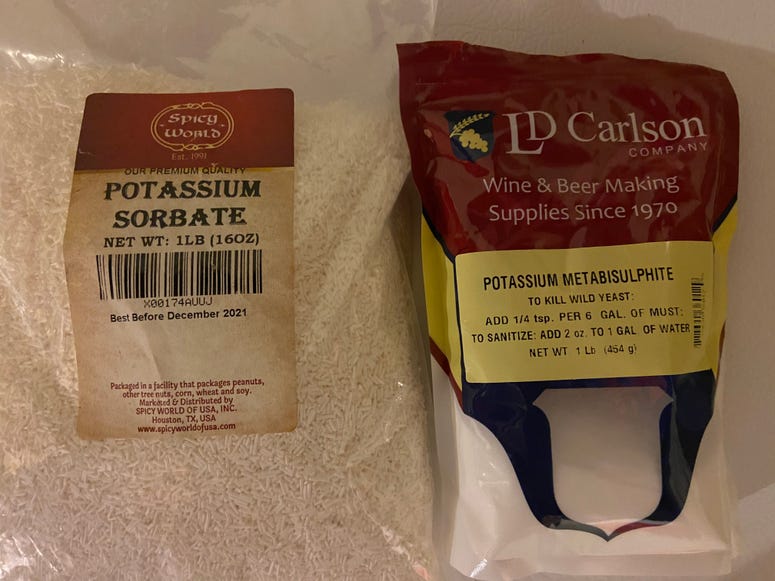 Spicy
World
Est. 1991
OUR PREMIUM QUALITY
POTASSIUM
SORBATE
NET WT: 1LB (16OZ)
X00174AUVJ
Best Before December 2021
Packaged in a facility that packages peanuts,
other tree nuts, corn, wheat and soy.
Marketed & Distributed by
SPICY WORLD OF USA, INC.
Houston, TX, USA
www.spicyworldofusa.com
LD Carlson
COMPANY
Wine & Beer Making
Supplies Since 1970
POTASSIUM METABISULPHITE
TO KILL WILD YEAST:
ADD 1/4 tsp. PER 6 GAL. OF MUST:
TO SANITIZE: ADD 2 oz. TO 1 GAL. OF WATER
NET WT 1 Lb (454 g)